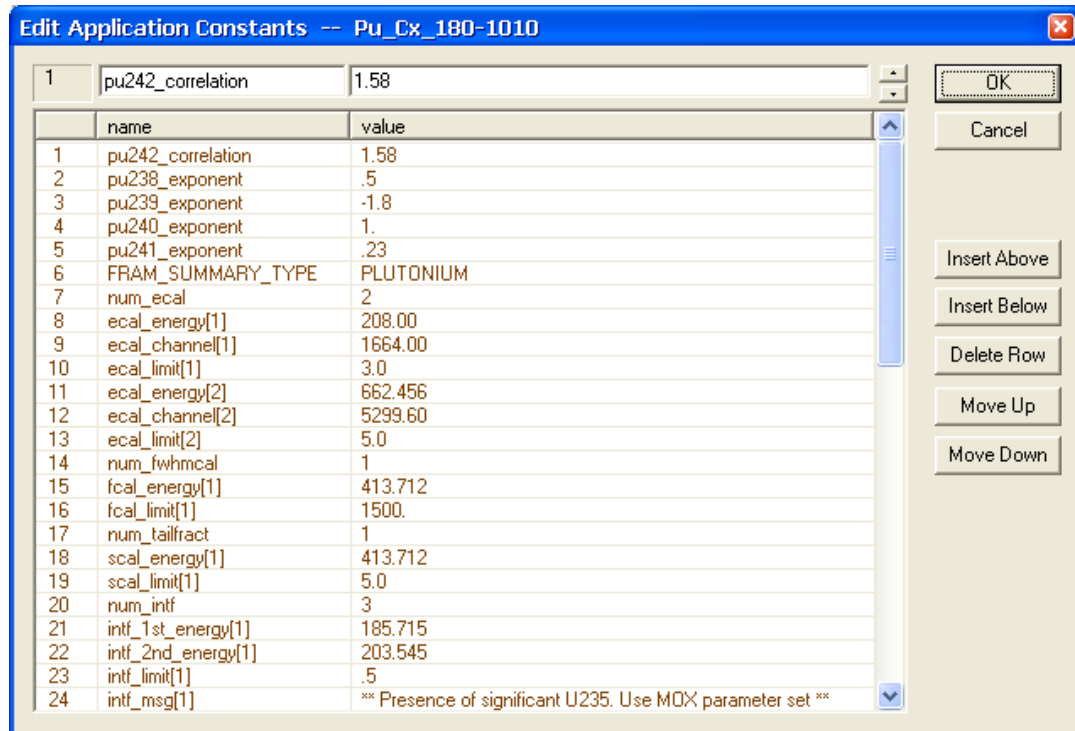 Edit Application Constants -- Pu_Cx_180-1010
1 pu242_correlation 1.58 OK
name value Cancel
1 pu242_correlation 1.58
2 pu238_exponent .5
3 pu239_exponent -1.8
4 pu240_exponent 1.
5 pu241_exponent .23
6 FRAM_SUMMARY_TYPE PLUTONIUM Insert Above
7 num_ecal 2
8 ecal_energy[1] 208.00 Insert Below
9 ecal_channel[1] 1664.00
10 ecal_limit[1] 3.0 Delete Row
11 ecal_energy[2] 662.456
12 ecal_channel[2] 5299.60 Move Up
13 ecal_limit[2] 5.0
14 num_fwhmcal 1 Move Down
15 fcal_energy[1] 413.712
16 fcal_limit[1] 1500.
17 num_tailfract 1
18 scal_energy[1] 413.712
19 scal_limit[1] 5.0
20 num_intf 3
21 intf_1st_energy[1] 185.715
22 intf_2nd_energy[1] 203.545
23 intf_limit[1] .5
24 intf_msg[1] ** Presence of significant U235. Use MOX parameter set **